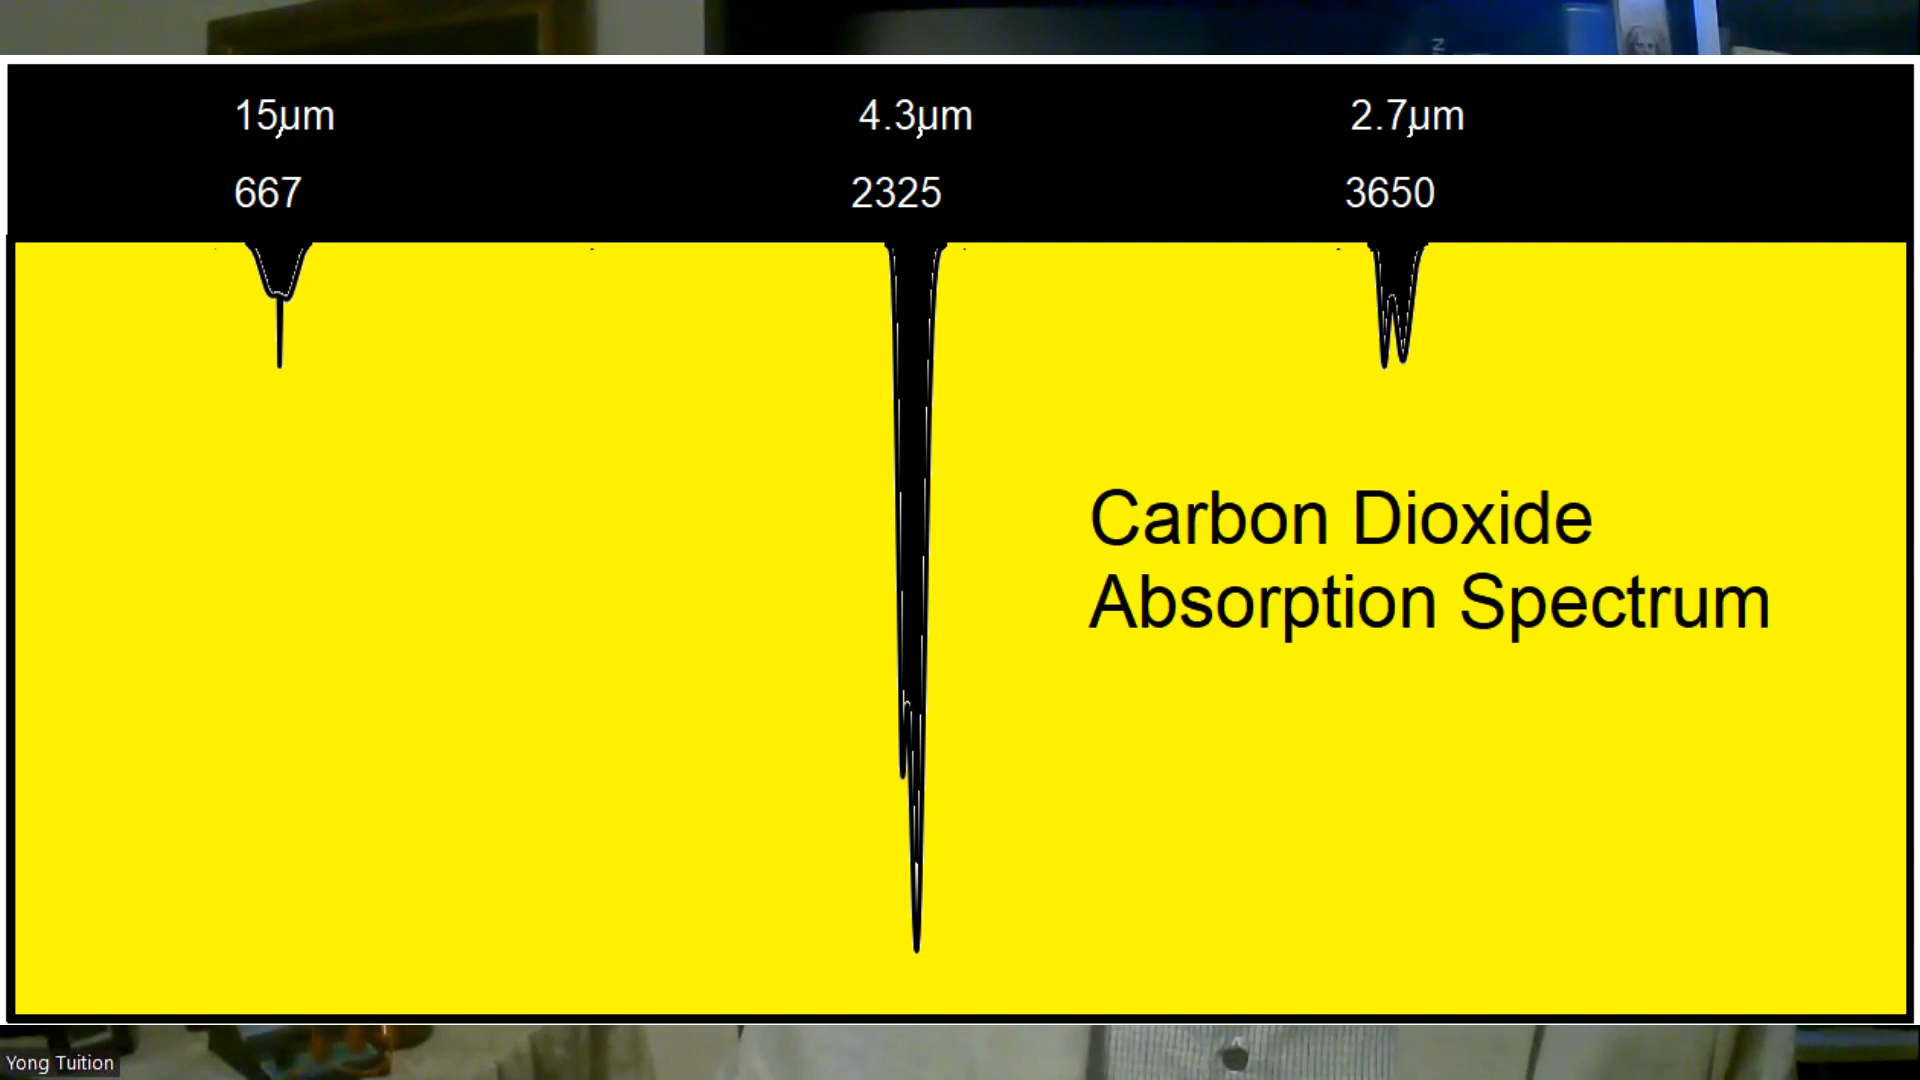 15µm 4.3µm 2.7µm
667 2325 3650
Carbon Dioxide
Absorption Spectrum
Yong Tuition